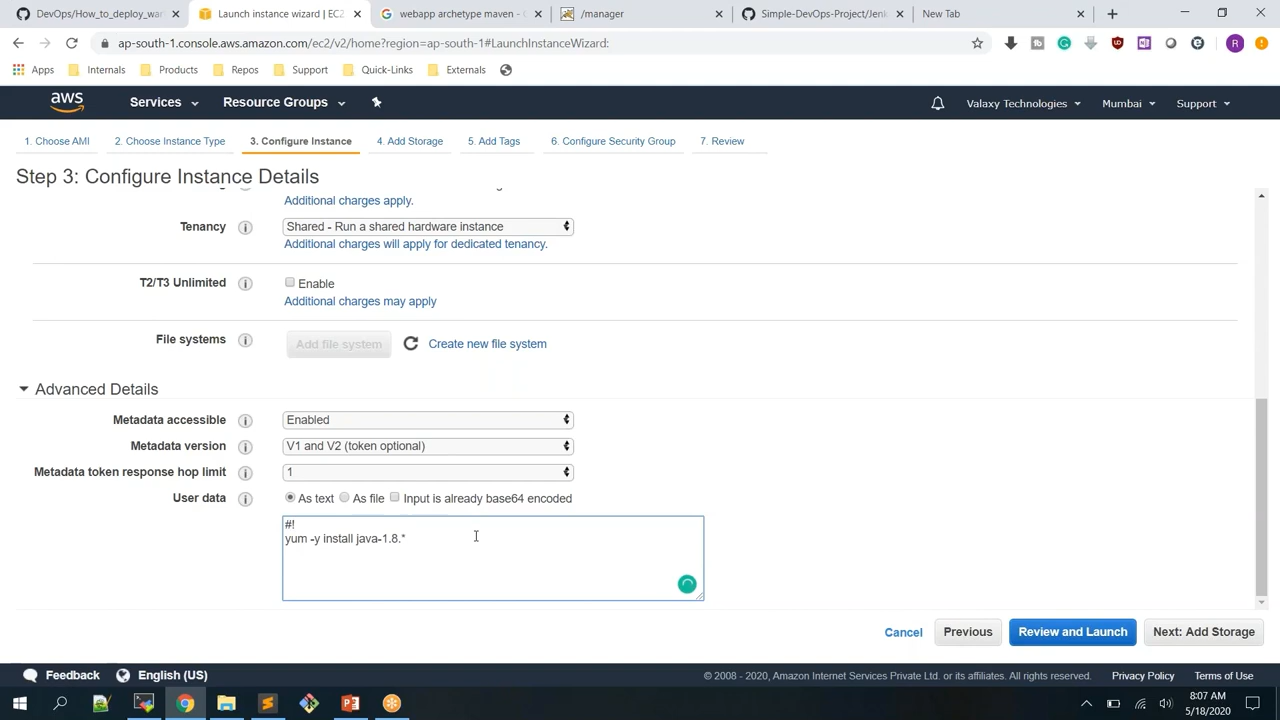 How_to_deploy_war
Launch instance wizard | EC2
webapp archetype maven - G
/manager
Simple-DevOps-Project/Jenk
New Tab
ap-south-1.console.aws.amazon.com/ec2/v2/home?region=ap-south-1#LaunchInstanceWizard:
Apps
Internals
Products
Repos
Support
Quick-Links
Externals
aws
Services
Resource Groups
Valaxy Technologies
Mumbai
Support
1. Choose AMI
2. Choose Instance Type
3. Configure Instance
4. Add Storage
5. Add Tags
6. Configure Security Group
7. Review
Step 3: Configure Instance Details
Additional charges apply.
Tenancy
Shared - Run a shared hardware instance
Additional charges will apply for dedicated tenancy.
T2/T3 Unlimited
Enable
Additional charges may apply
File systems
Add file system
Create new file system
Advanced Details
Metadata accessible
Enabled
Metadata version
V1 and V2 (token optional)
Metadata token response hop limit
1
User data
As text
As file
Input is already base64 encoded
#!
yum -y install java-1.8.*
Cancel
Previous
Review and Launch
Next: Add Storage
Feedback
English (US)
© 2008 - 2020, Amazon Internet Services Private Ltd. or its affiliates. All rights reserved.
Privacy Policy
Terms of Use
8:07 AM
5/18/2020